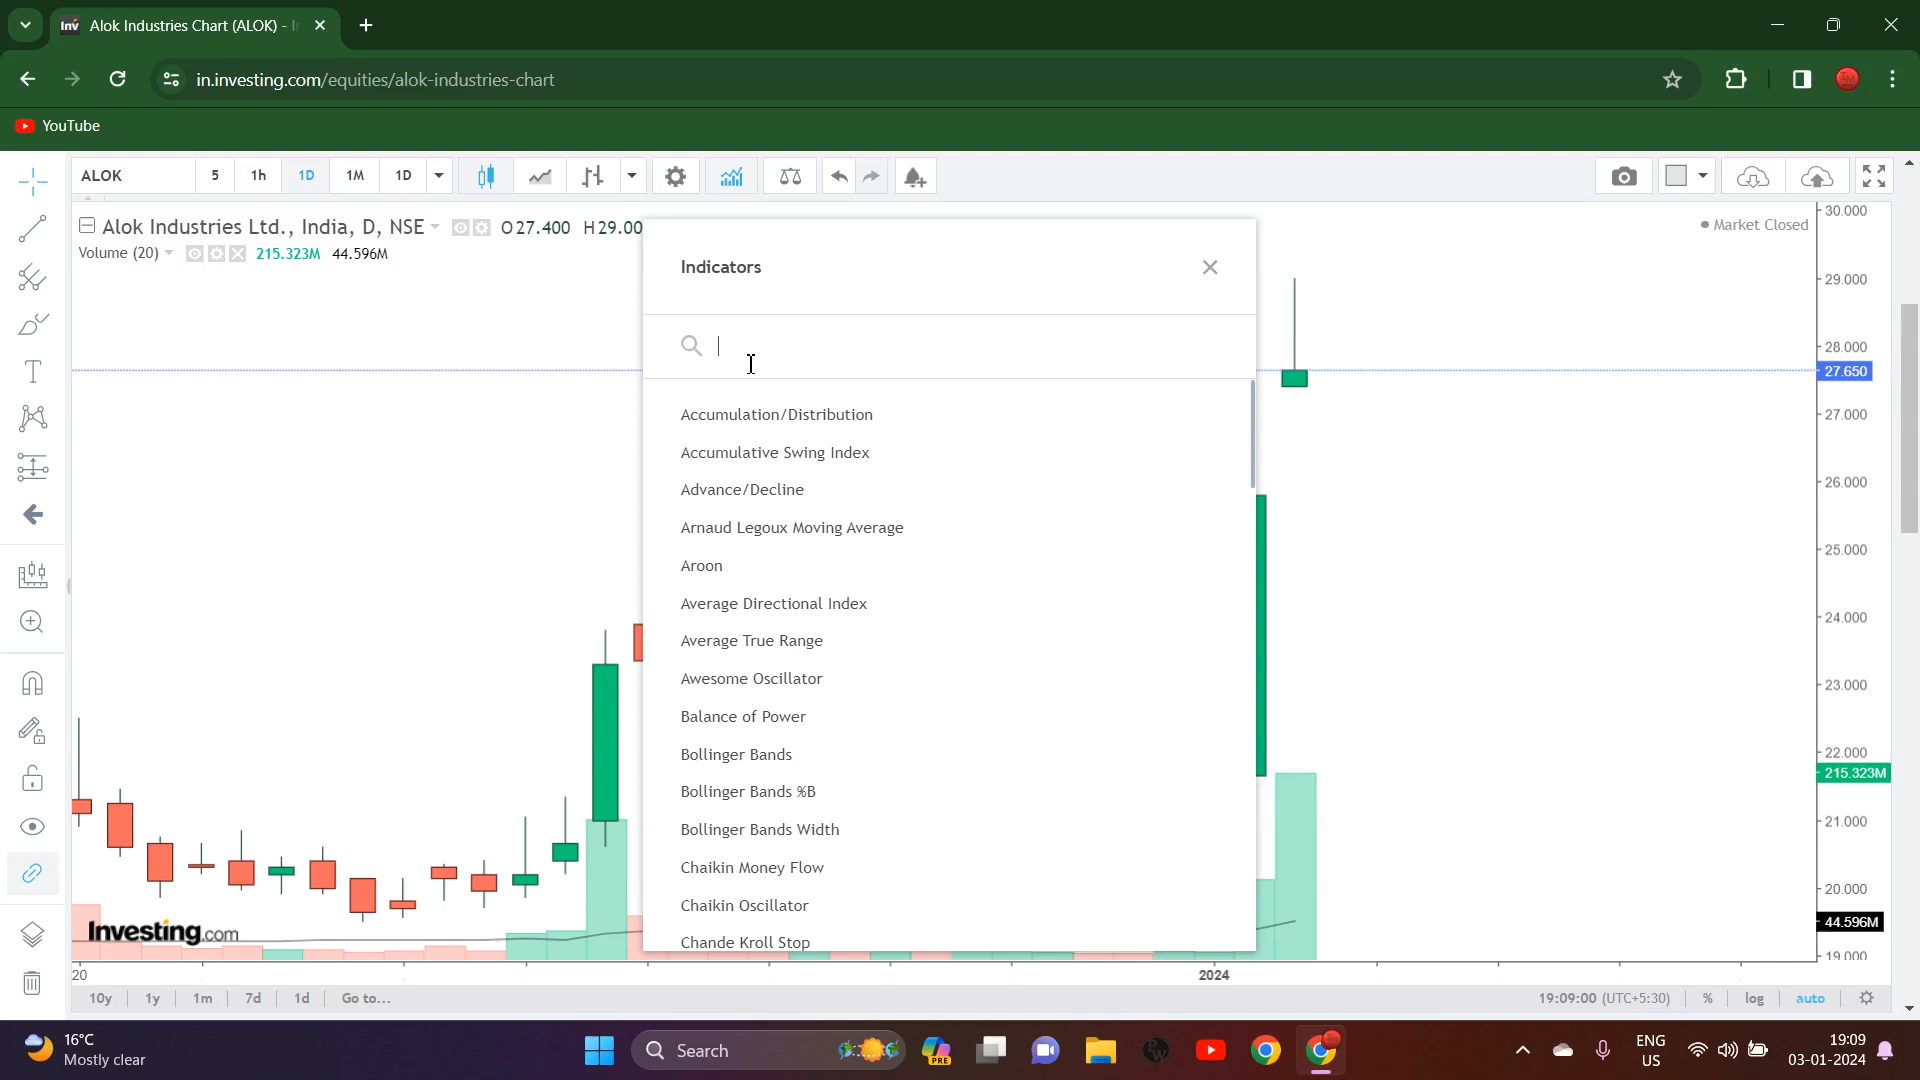 Inv Alok Industries Chart (ALOK) - I
in.investing.com/equities/alok-industries-chart
YouTube
ALOK 5 1h 1D 1M 1D
Alok Industries Ltd., India, D, NSE O27.400 H29.00
Market Closed
Volume (20) 215.323M 44.596M
Indicators
Accumulation/Distribution
Accumulative Swing Index
Advance/Decline
Arnaud Legoux Moving Average
Aroon
Average Directional Index
Average True Range
Awesome Oscillator
Balance of Power
Bollinger Bands
Bollinger Bands %B
Bollinger Bands Width
Chaikin Money Flow
Chaikin Oscillator
Chande Kroll Stop
30.000
29.000
28.000
27.650
27.000
26.000
25.000
24.000
23.000
22.000
215.323M
21.000
20.000
44.596M
19.000
Investing.com
20 2024
10y 1y 1m 7d 1d Go to... 19:09:00 (UTC+5:30) % log auto
16°C
Mostly clear
Search
PRE
ENG
US
19:09
03-01-2024